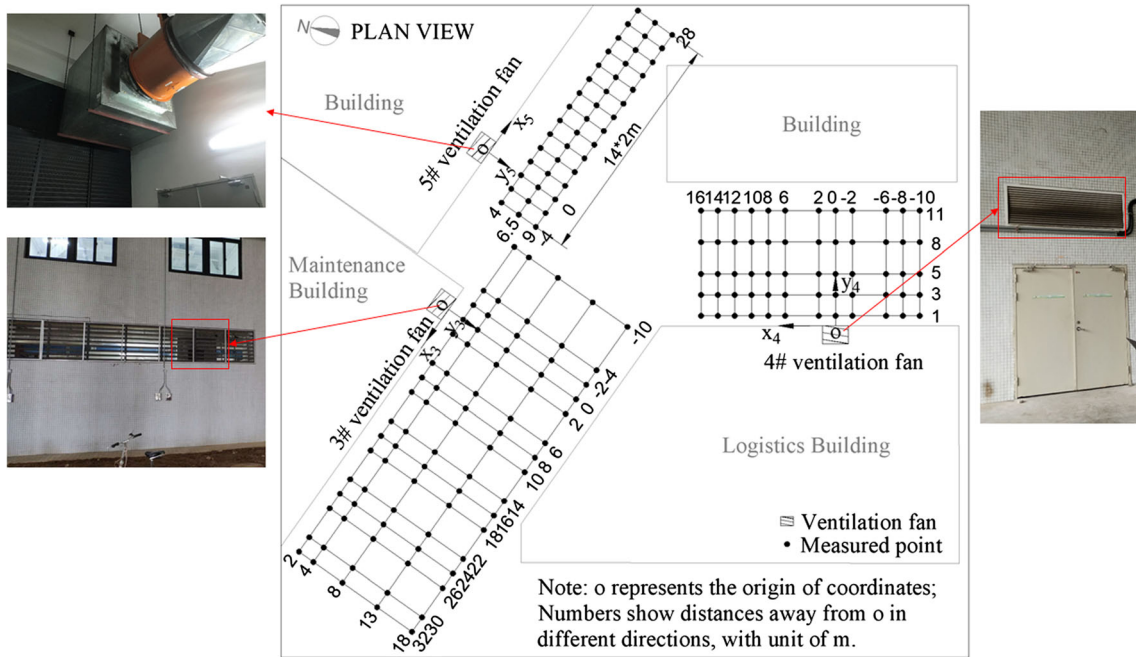 N
PLAN VIEW
Building
5# ventilation fan
o
x5
y5
28
14*2m
0
-4
4
6.5
9
Building
16 14 12 10 8 6 2 0 -2 -6 -8 -10
11
8
5
3
1
y4
x4
o
4# ventilation fan
Maintenance
Building
o
y3
x3
3# ventilation fan
-10
-4
-2
0
2
6
8
10
14
16
18
22
24
26
30
32
2
4
8
13
18
Logistics Building
Ventilation fan
Measured point
Note: o represents the origin of coordinates;
Numbers show distances away from o in
different directions, with unit of m.